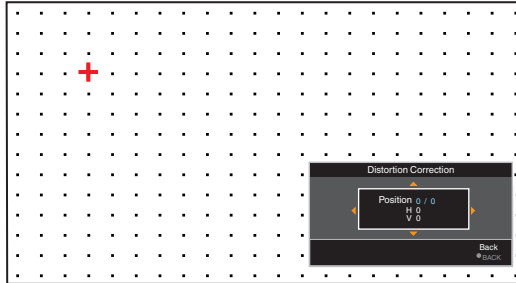 Distortion Correction
Position 0 / 0
H 0
V 0
Back
BACK